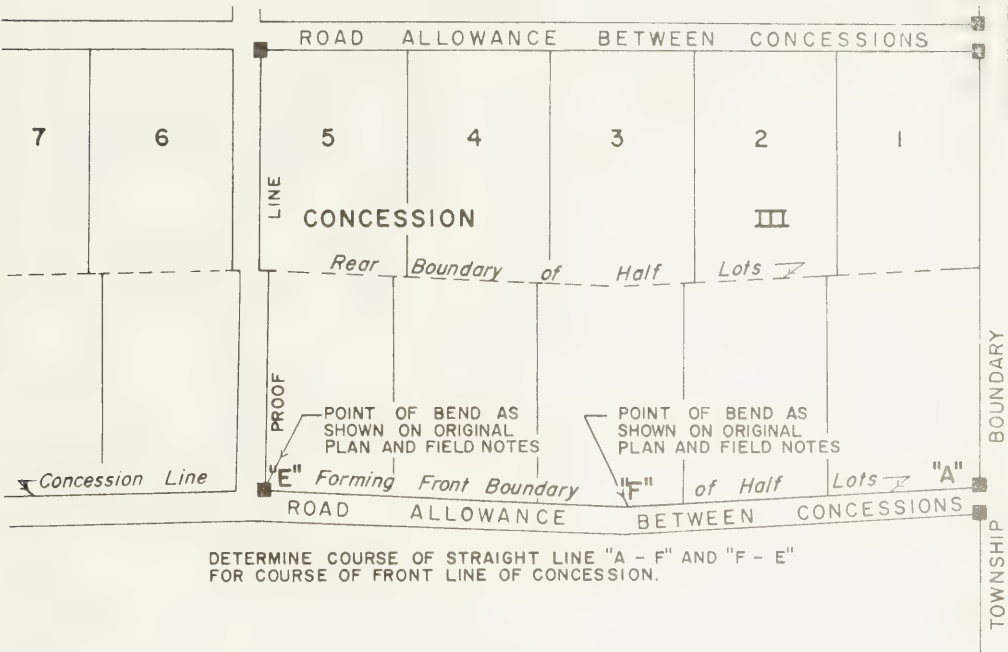 ROAD ALLOWANCE BETWEEN CONCESSIONS
7 6 5 4 3 2 1
LINE
CONCESSION III
Rear Boundary of Half Lots
PROOF
POINT OF BEND AS
SHOWN ON ORIGINAL
PLAN AND FIELD NOTES
POINT OF BEND AS
SHOWN ON ORIGINAL
PLAN AND FIELD NOTES
Concession Line "E" Forming Front Boundary "F" of Half Lots "A"
ROAD ALLOWANCE BETWEEN CONCESSIONS
TOWNSHIP BOUNDARY
DETERMINE COURSE OF STRAIGHT LINE "A - F" AND "F - E"
FOR COURSE OF FRONT LINE OF CONCESSION.